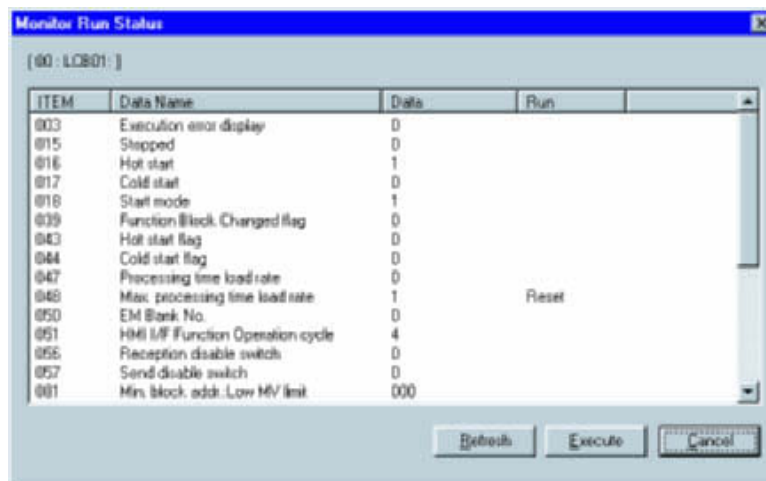 Monitor Run Status
[00 : LCB01: ]
ITEM Data Name Data Run
003 Execution error display 0
015 Stopped 0
016 Hot start 1
017 Cold start 0
018 Start mode 1
039 Function Block Changed flag 0
043 Hot start flag 0
044 Cold start flag 0
047 Processing time load rate 0
048 Max. processing time load rate 1 Reset
050 EM Bank No. 0
051 HMI I/F Function Operation cycle 4
056 Reception disable switch 0
057 Send disable switch 0
081 Min. block addr. Low MV limit 000
Refresh Execute Cancel